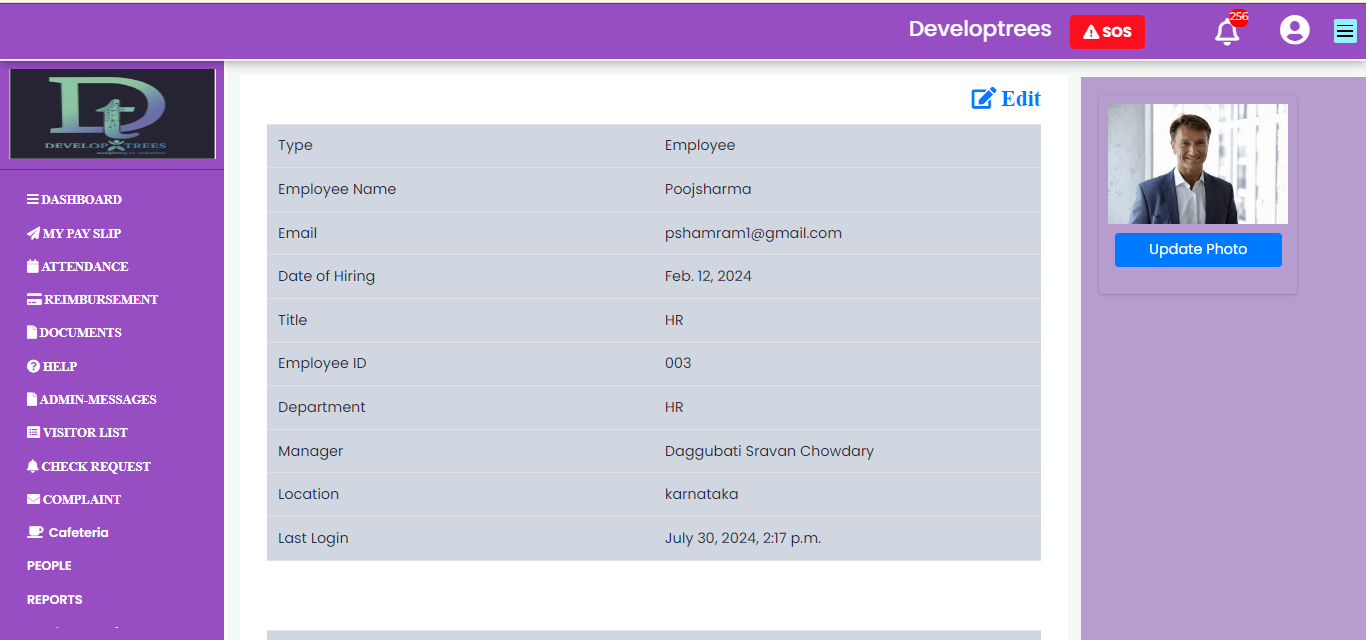 Developtrees
SOS
256
DEVELOP TREES
DASHBOARD
MY PAY SLIP
ATTENDANCE
REIMBURSEMENT
DOCUMENTS
HELP
ADMIN-MESSAGES
VISITOR LIST
CHECK REQUEST
COMPLAINT
Cafeteria
PEOPLE
REPORTS
Edit
Type Employee
Employee Name Poojsharma
Email pshamram1@gmail.com
Date of Hiring Feb. 12, 2024
Title HR
Employee ID 003
Department HR
Manager Daggubati Sravan Chowdary
Location karnataka
Last Login July 30, 2024, 2:17 p.m.
Update Photo